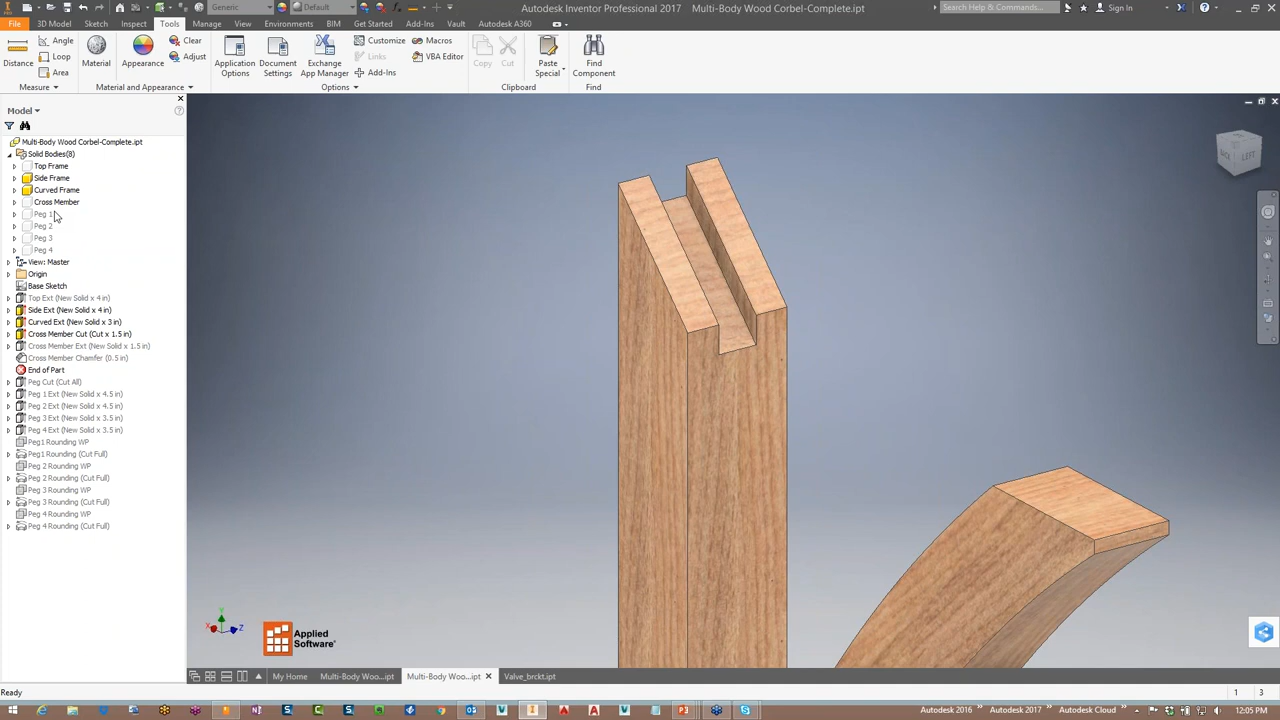 Generic
Default
Autodesk Inventor Professional 2017 Multi-Body Wood Corbel-Complete.ipt
Search Help & Commands...
Sign In
File 3D Model Sketch Inspect Tools Manage View Environments BIM Get Started Add-Ins Vault Autodesk A360
Distance
Angle
Loop
Area
Material
Appearance
Clear
Adjust
Application Options
Document Settings
Exchange App Manager
Customize
Links
Add-Ins
Macros
VBA Editor
Copy
Cut
Paste Special
Find Component
Measure
Material and Appearance
Options
Clipboard
Find
Model
Multi-Body Wood Corbel-Complete.ipt
Solid Bodies(8)
Top Frame
Side Frame
Curved Frame
Cross Member
Peg 1
Peg 2
Peg 3
Peg 4
View: Master
Origin
Base Sketch
Top Ext (New Solid x 4 in)
Side Ext (New Solid x 4 in)
Curved Ext (New Solid x 3 in)
Cross Member Cut (Cut x 1.5 in)
Cross Member Ext (New Solid x 1.5 in)
Cross Member Chamfer (0.5 in)
End of Part
Peg Cut (Cut All)
Peg 1 Ext (New Solid x 4.5 in)
Peg 2 Ext (New Solid x 4.5 in)
Peg 3 Ext (New Solid x 3.5 in)
Peg 4 Ext (New Solid x 3.5 in)
Peg1 Rounding WP
Peg1 Rounding (Cut Full)
Peg 2 Rounding WP
Peg 2 Rounding (Cut Full)
Peg 3 Rounding WP
Peg 3 Rounding (Cut Full)
Peg 4 Rounding WP
Peg 4 Rounding (Cut Full)
BACK
LEFT
Y
X
Z
Applied
Software
My Home Multi-Body Woo...ipt Multi-Body Woo...ipt Valve_brckt.ipt
Ready
1 3
Autodesk 2016 Autodesk 2017 Autodesk Cloud 12:05 PM